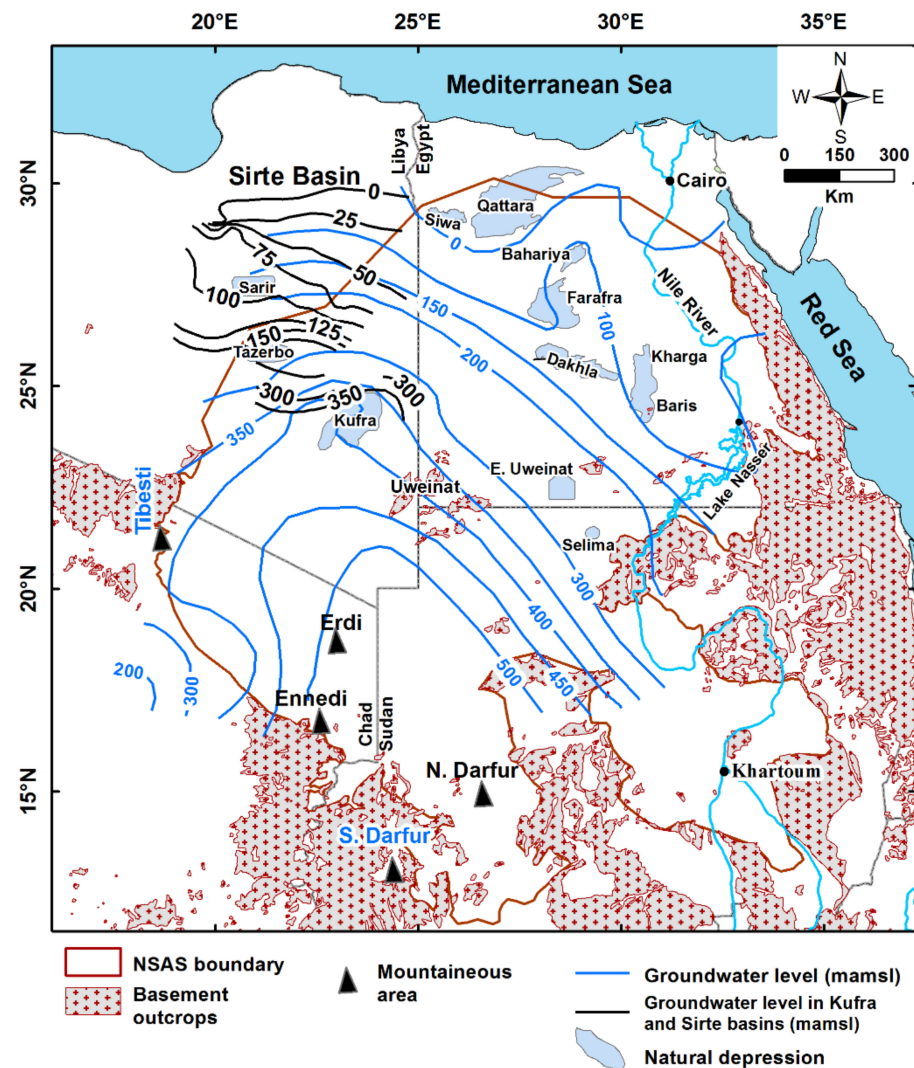 20°E 25°E 30°E 35°E
Mediterranean Sea
N
W E
S
0 150 300
Km
30°N
25°N
20°N
15°N
Libya
Egypt
Sirte Basin
0
25
75
50
100
125
150
300
350
300
Cairo
Siwa
Qattara
0
Bahariya
Sarir
150
Farafra
100
Nile River
Red Sea
200
Tazerbo
Dakhla
Kharga
Baris
350
Kufra
Uweinat
E. Uweinat
Lake Nasser
Tibesti
Selima
300
400
450
500
Erdi
200
300
Ennedi
Chad
Sudan
N. Darfur
Khartoum
S. Darfur
NSAS boundary
Basement
outcrops
Mountaineous
area
Groundwater level (mamsl)
Groundwater level in Kufra
and Sirte basins (mamsl)
Natural depression